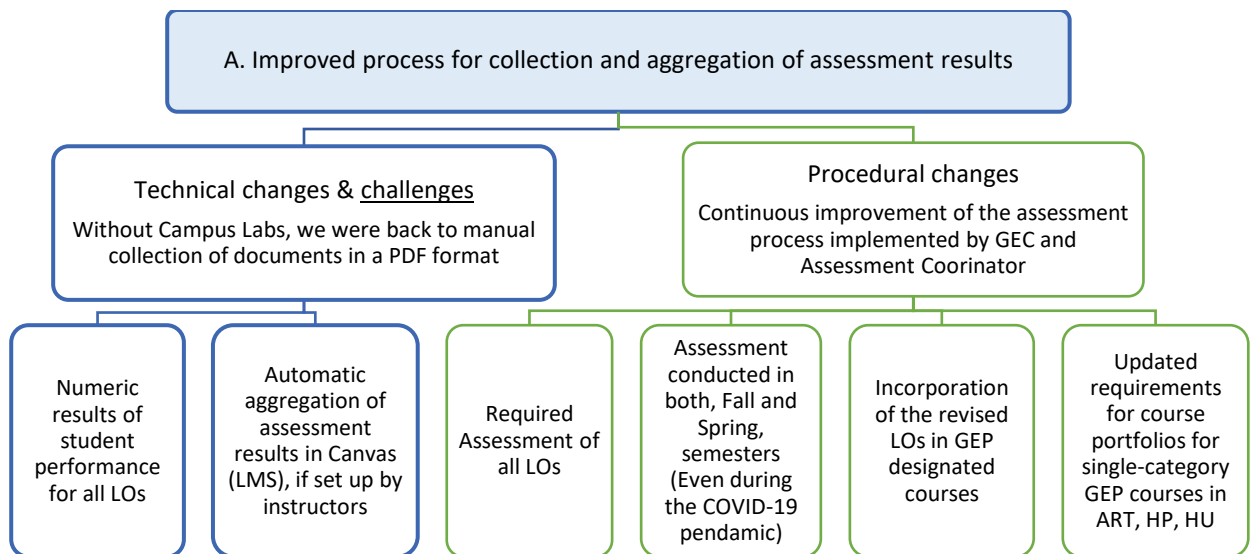 A. Improved process for collection and aggregation of assessment results
Technical changes & challenges
Without Campus Labs, we were back to manual
collection of documents in a PDF format
Procedural changes
Continuous improvement of the assessment
process implemented by GEC and
Assessment Coorinator
Numeric
results of
student
performance
for all LOs
Automatic
aggregation of
assessment
results in Canvas
(LMS), if set up by
instructors
Required
Assessment of
all LOs
Assessment
conducted in
both, Fall and
Spring,
semesters
(Even during
the COVID-19
pendamic)
Incorporation
of the revised
LOs in GEP
designated
courses
Updated
requirements
for course
portfolios for
single-category
GEP courses in
ART, HP, HU